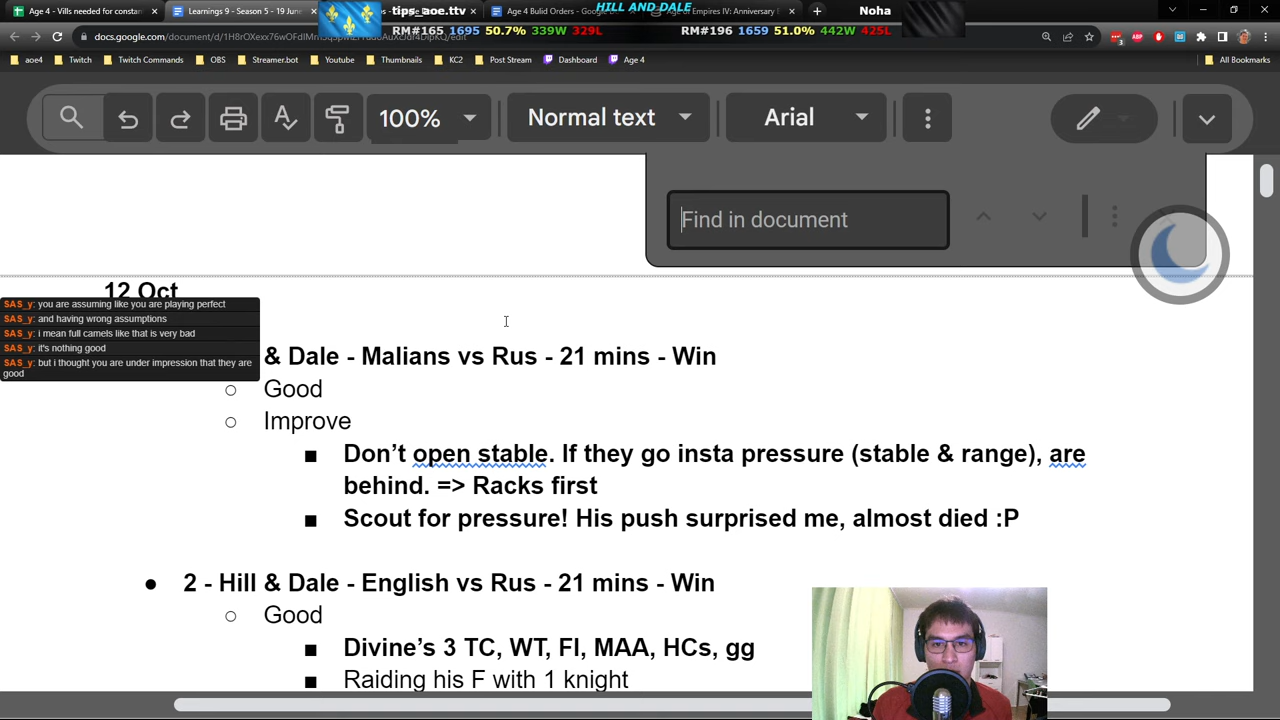 HILL AND DALE
Age 4 - Vills needed for constan
Learnings 9 - Season 5 - 19 June
tips_aoe.ttv
Age 4 Bulid Orders - Google D
Age of Empires IV: Anniversary
Noha
RM#165 1695 50.7% 339W 329L
RM#196 1659 51.0% 442W 425L
aoe4
Twitch
Twitch Commands
OBS
Streamer.bot
Youtube
Thumbnails
KC2
Post Stream
Dashboard
Age 4
All Bookmarks
100%
Normal text
Arial
Find in document
12 Oct
SAS_y: you are assuming like you are playing perfect
SAS_y: and having wrong assumptions
SAS_y: i mean full camels like that is very bad
SAS_y: it's nothing good
SAS_y: but i thought you are under impression that they are
good
& Dale - Malians vs Rus - 21 mins - Win
○ Good
○ Improve
■ Don't open stable. If they go insta pressure (stable & range), are
behind. => Racks first
■ Scout for pressure! His push surprised me, almost died :P
● 2 - Hill & Dale - English vs Rus - 21 mins - Win
○ Good
■ Divine's 3 TC, WT, FI, MAA, HCs, gg
■ Raiding his F with 1 knight